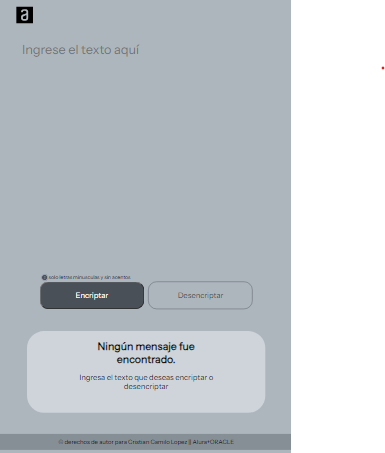 a
Ingrese el texto aquí
solo letras minusculas y sin acentos
Encriptar
Desencriptar
Ningún mensaje fue
encontrado.
Ingresa el texto que deseas encriptar o
desencriptar
© derechos de autor para Cristian Camilo Lopez || Alura+ORACLE